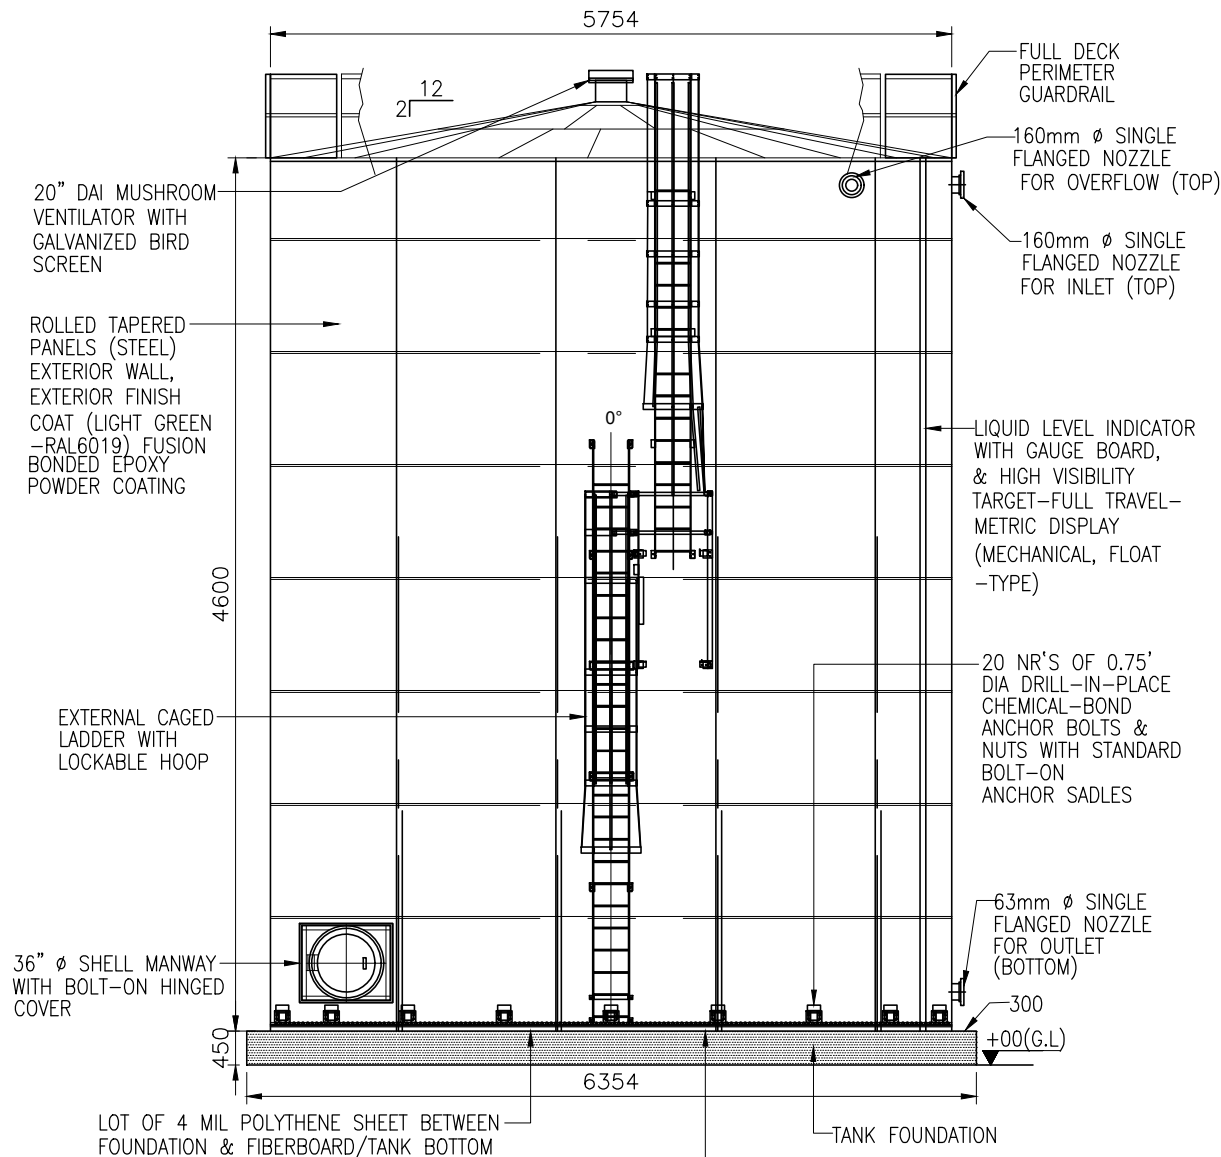 5754
FULL DECK
PERIMETER
GUARDRAIL
12
2
160mm ø SINGLE
FLANGED NOZZLE
FOR OVERFLOW (TOP)
20” DAI MUSHROOM
VENTILATOR WITH
GALVANIZED BIRD
SCREEN
160mm ø SINGLE
FLANGED NOZZLE
FOR INLET (TOP)
ROLLED TAPERED
PANELS (STEEL)
EXTERIOR WALL,
EXTERIOR FINISH
COAT (LIGHT GREEN
-RAL6019) FUSION
BONDED EPOXY
POWDER COATING
0°
LIQUID LEVEL INDICATOR
WITH GAUGE BOARD,
& HIGH VISIBILITY
TARGET-FULL TRAVEL-
METRIC DISPLAY
(MECHANICAL, FLOAT
-TYPE)
4600
20 NR'S OF 0.75'
DIA DRILL-IN-PLACE
CHEMICAL-BOND
ANCHOR BOLTS &
NUTS WITH STANDARD
BOLT-ON
ANCHOR SADLES
EXTERNAL CAGED
LADDER WITH
LOCKABLE HOOP
63mm ø SINGLE
FLANGED NOZZLE
FOR OUTLET
(BOTTOM)
36” ø SHELL MANWAY
WITH BOLT-ON HINGED
COVER
300
+00(G.L)
450
6354
LOT OF 4 MIL POLYTHENE SHEET BETWEEN
FOUNDATION & FIBERBOARD/TANK BOTTOM
TANK FOUNDATION